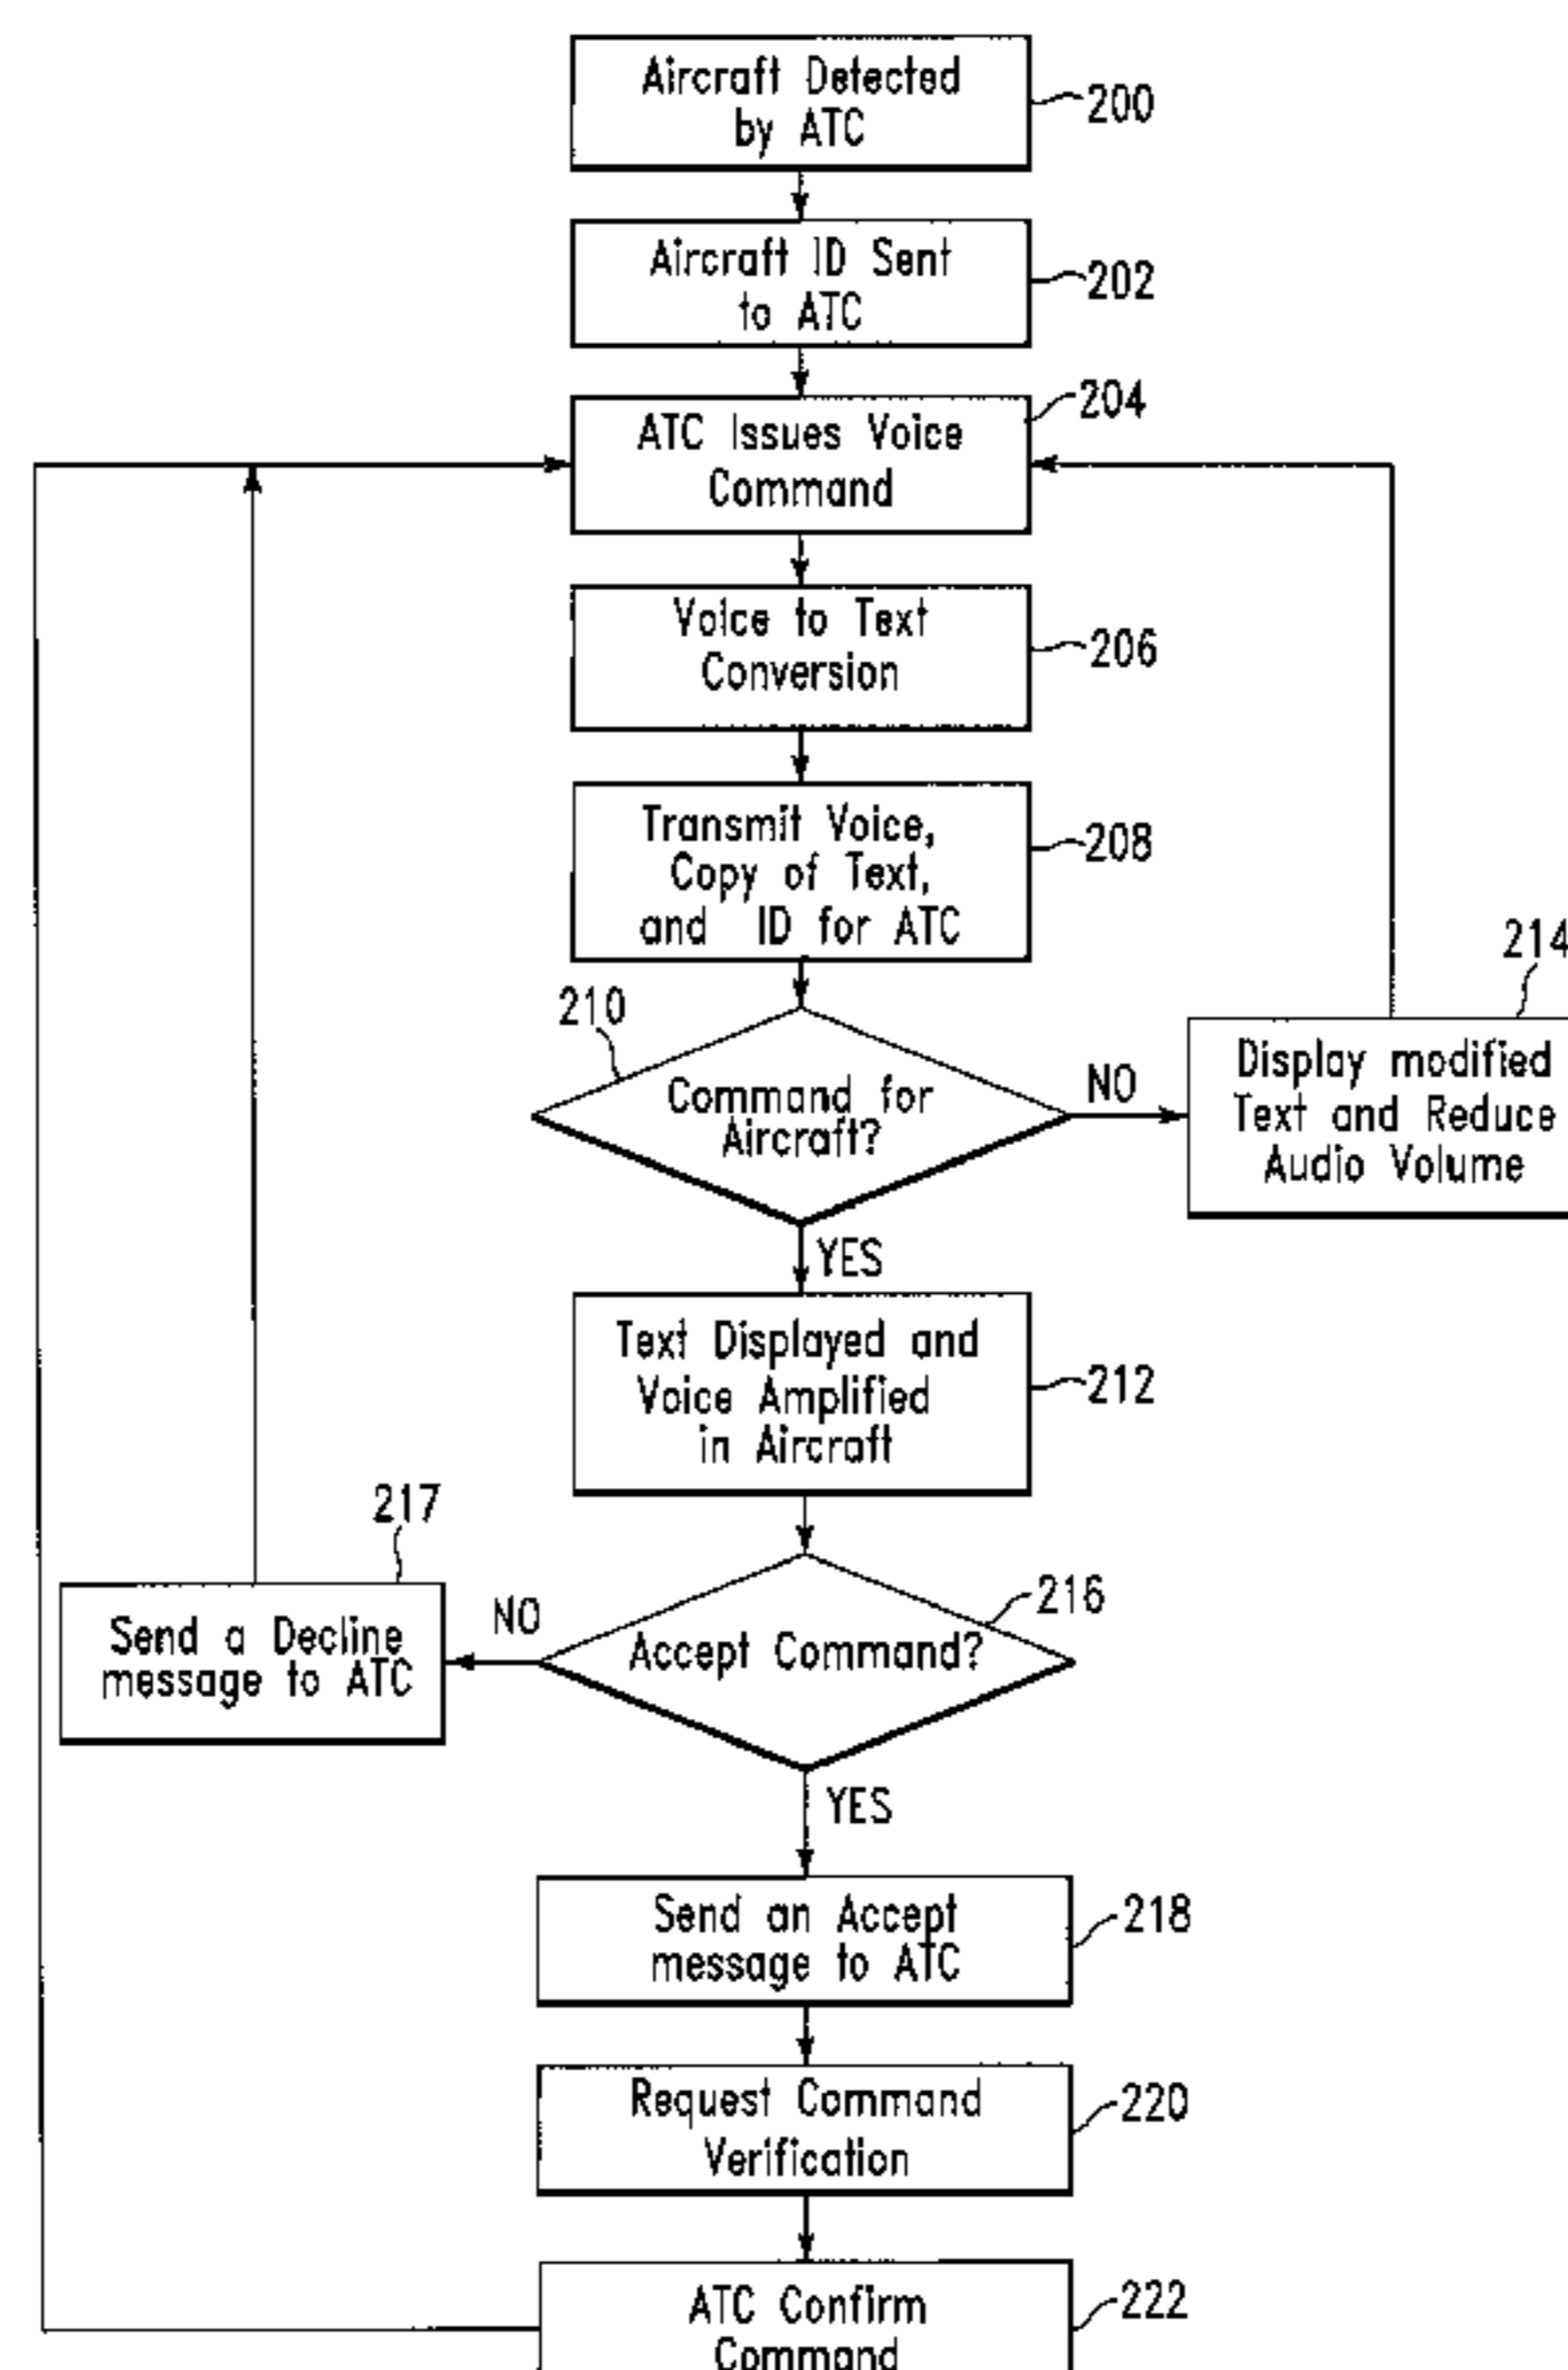 Aircraft Detected
by ATC
200
Aircraft ID Sent
to ATC
202
204
ATC Issues Voice
Command
Voice to Text
Conversion
206
Transmit Voice,
Copy of Text,
and ID for ATC
208
210
Command for
Aircraft?
NO
214
Display modified
Text and Reduce
Audio Volume
YES
Text Displayed and
Voice Amplified
in Aircraft
212
217
Send a Decline
message to ATC
NO
216
Accept Command?
YES
Send an Accept
message to ATC
218
Request Command
Verification
220
ATC Confirm
Command
222